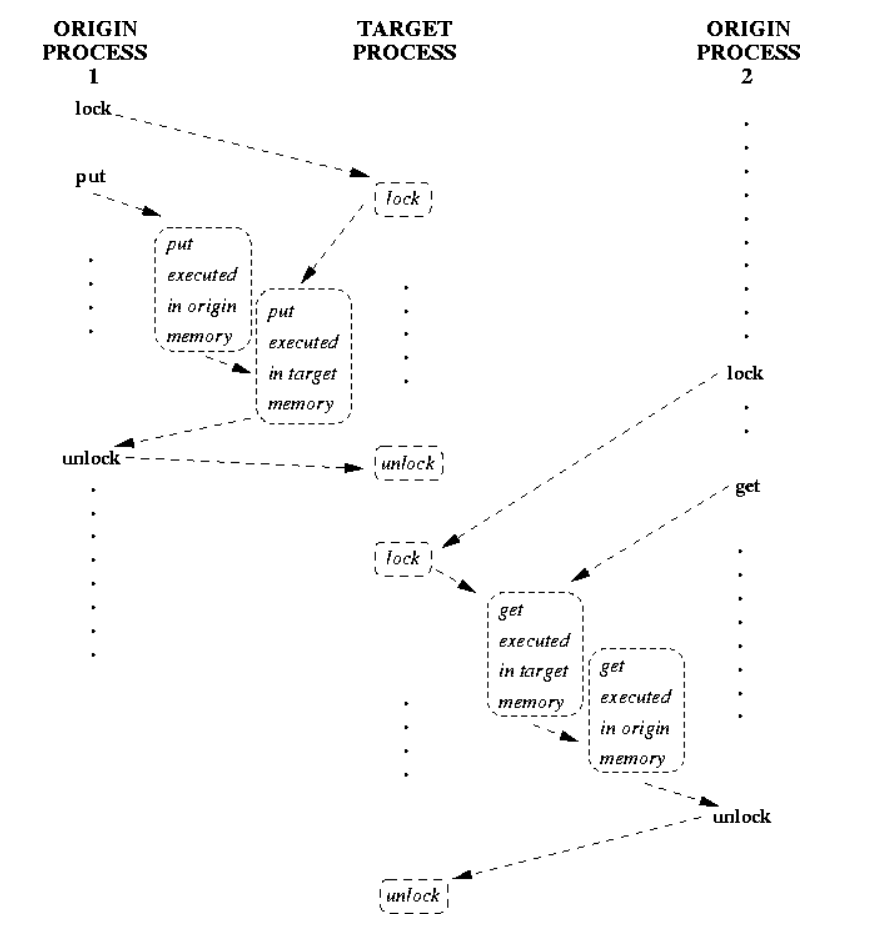 ORIGIN
PROCESS
1
TARGET
PROCESS
ORIGIN
PROCESS
2
lock
put
lock
put
executed
in origin
memory
put
executed
in target
memory
lock
unlock
unlock
get
lock
get
executed
in target
memory
get
executed
in origin
memory
unlock
unlock